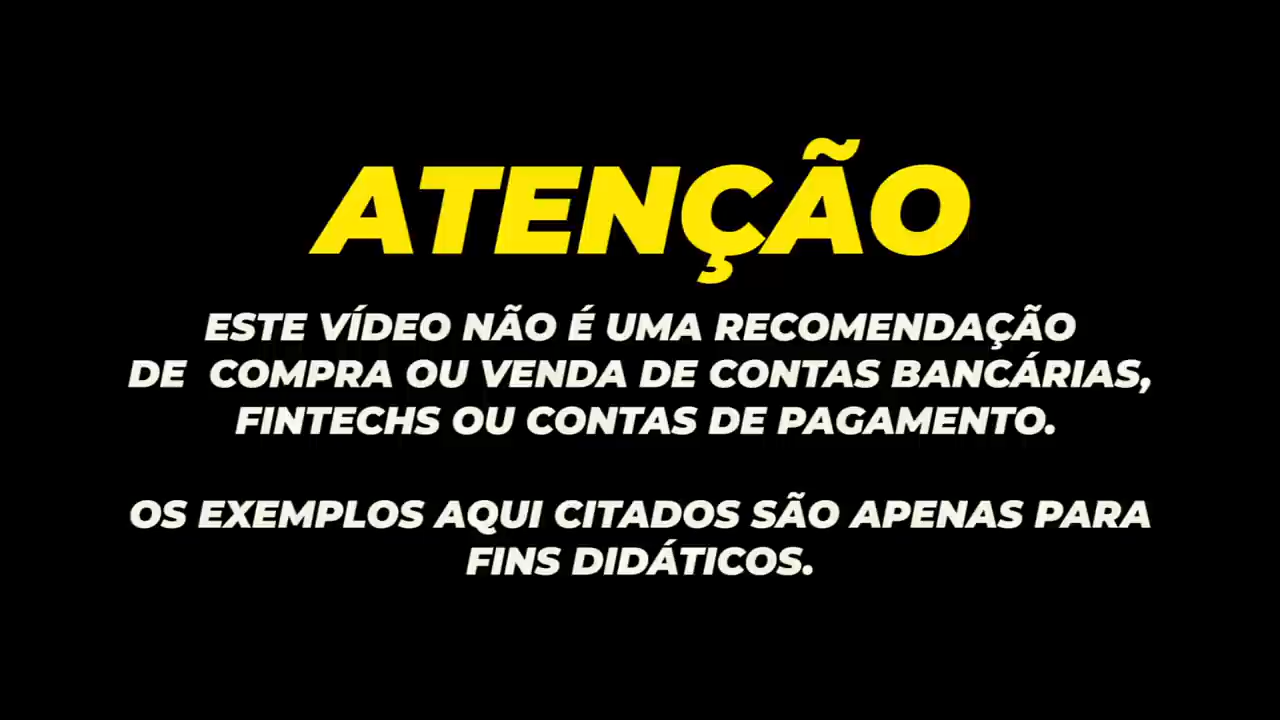 ATENÇÃO
ESTE VÍDEO NÃO É UMA RECOMENDAÇÃO
DE COMPRA OU VENDA DE CONTAS BANCÁRIAS,
FINTECHS OU CONTAS DE PAGAMENTO.
OS EXEMPLOS AQUI CITADOS SÃO APENAS PARA
FINS DIDÁTICOS.